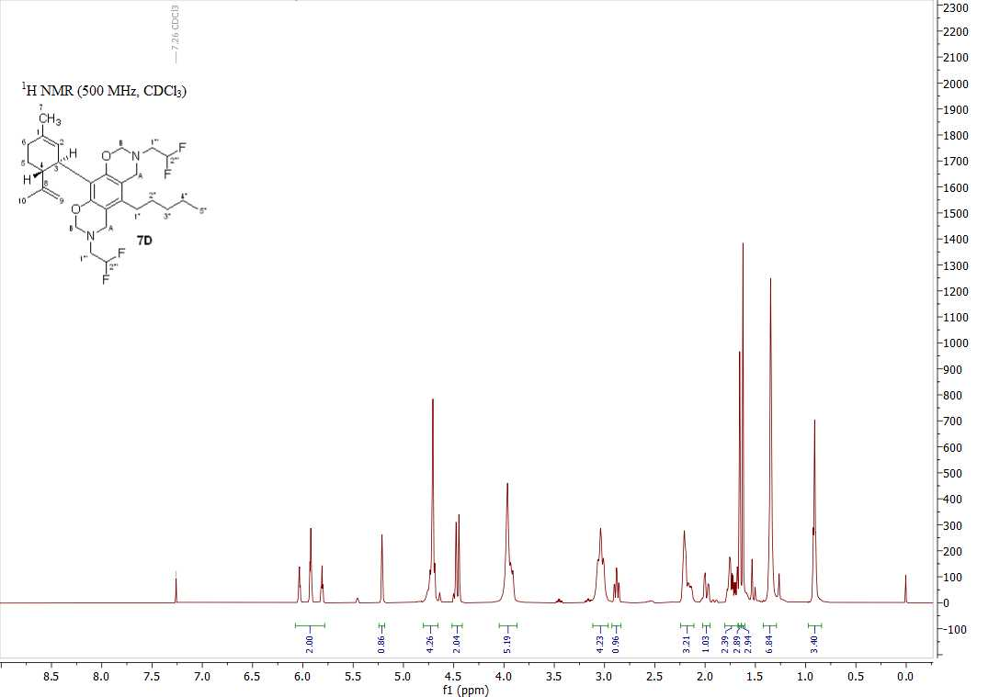 — 7.26 CDCl3
¹H NMR (500 MHz, CDCl₃)
7
CH₃
1
6
2
H
5
3
4
H
8
10
9
O
B
N
1'''
F
2'''
F
A
O
2''
4''
1''
3''
5''
B
A
N
7D
1'''
F
2'''
F
2300
2200
2100
2000
1900
1800
1700
1600
1500
1400
1300
1200
1100
1000
900
800
700
600
500
400
300
200
100
0
-100
2.00
0.86
4.26
2.04
5.19
4.23
0.96
3.21
1.03
2.39
2.89
2.94
6.84
3.40
8.5 8.0 7.5 7.0 6.5 6.0 5.5 5.0 4.5 4.0 3.5 3.0 2.5 2.0 1.5 1.0 0.5 0.0
f1 (ppm)